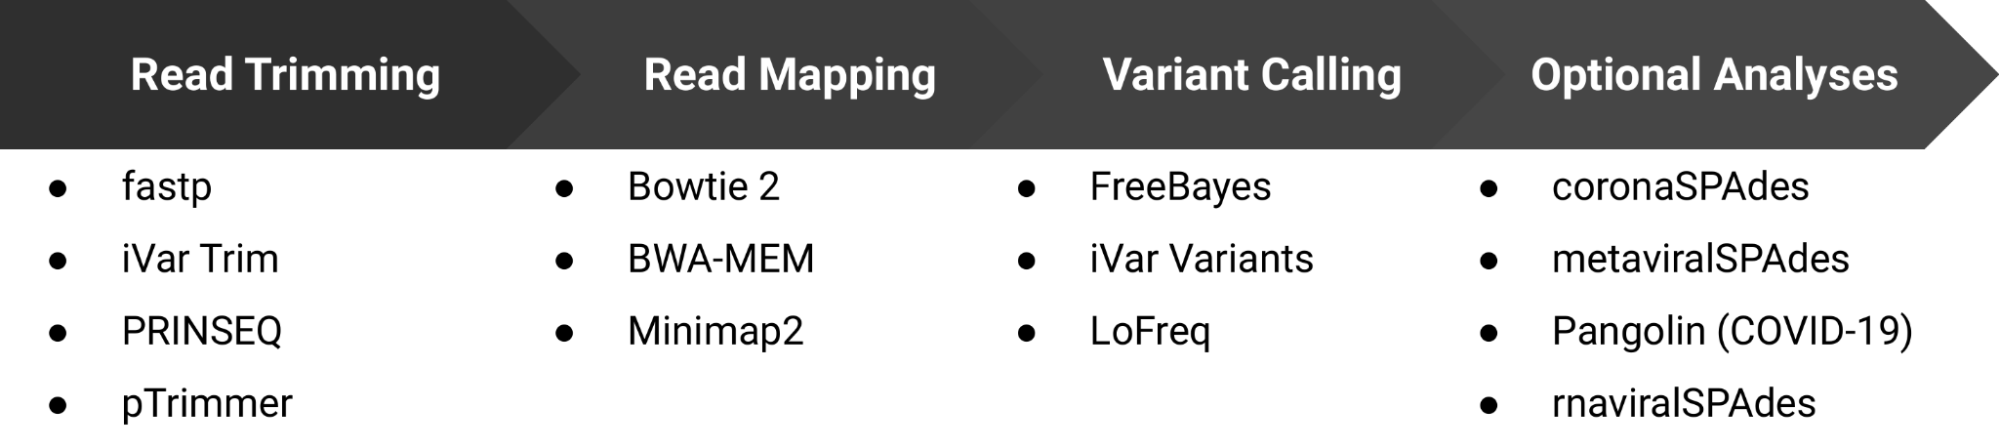 Read Trimming
● fastp
● iVar Trim
● PRINSEQ
● pTrimmer
Read Mapping
● Bowtie 2
● BWA-MEM
● Minimap2
Variant Calling
● FreeBayes
● iVar Variants
● LoFreq
Optional Analyses
● coronaSPAdes
● metaviralSPAdes
● Pangolin (COVID-19)
● rnaviralSPAdes